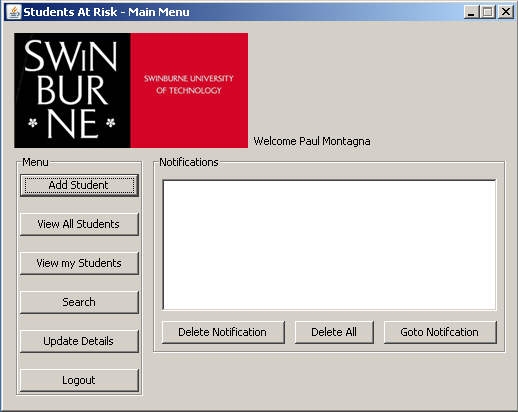 Students At Risk - Main Menu
SWIN
BUR
* NE *
SWINBURNE UNIVERSITY
OF TECHNOLOGY
Welcome Paul Montagna
Menu
Add Student
View All Students
View my Students
Search
Update Details
Logout
Notifications
Delete Notification
Delete All
Goto Notifcation